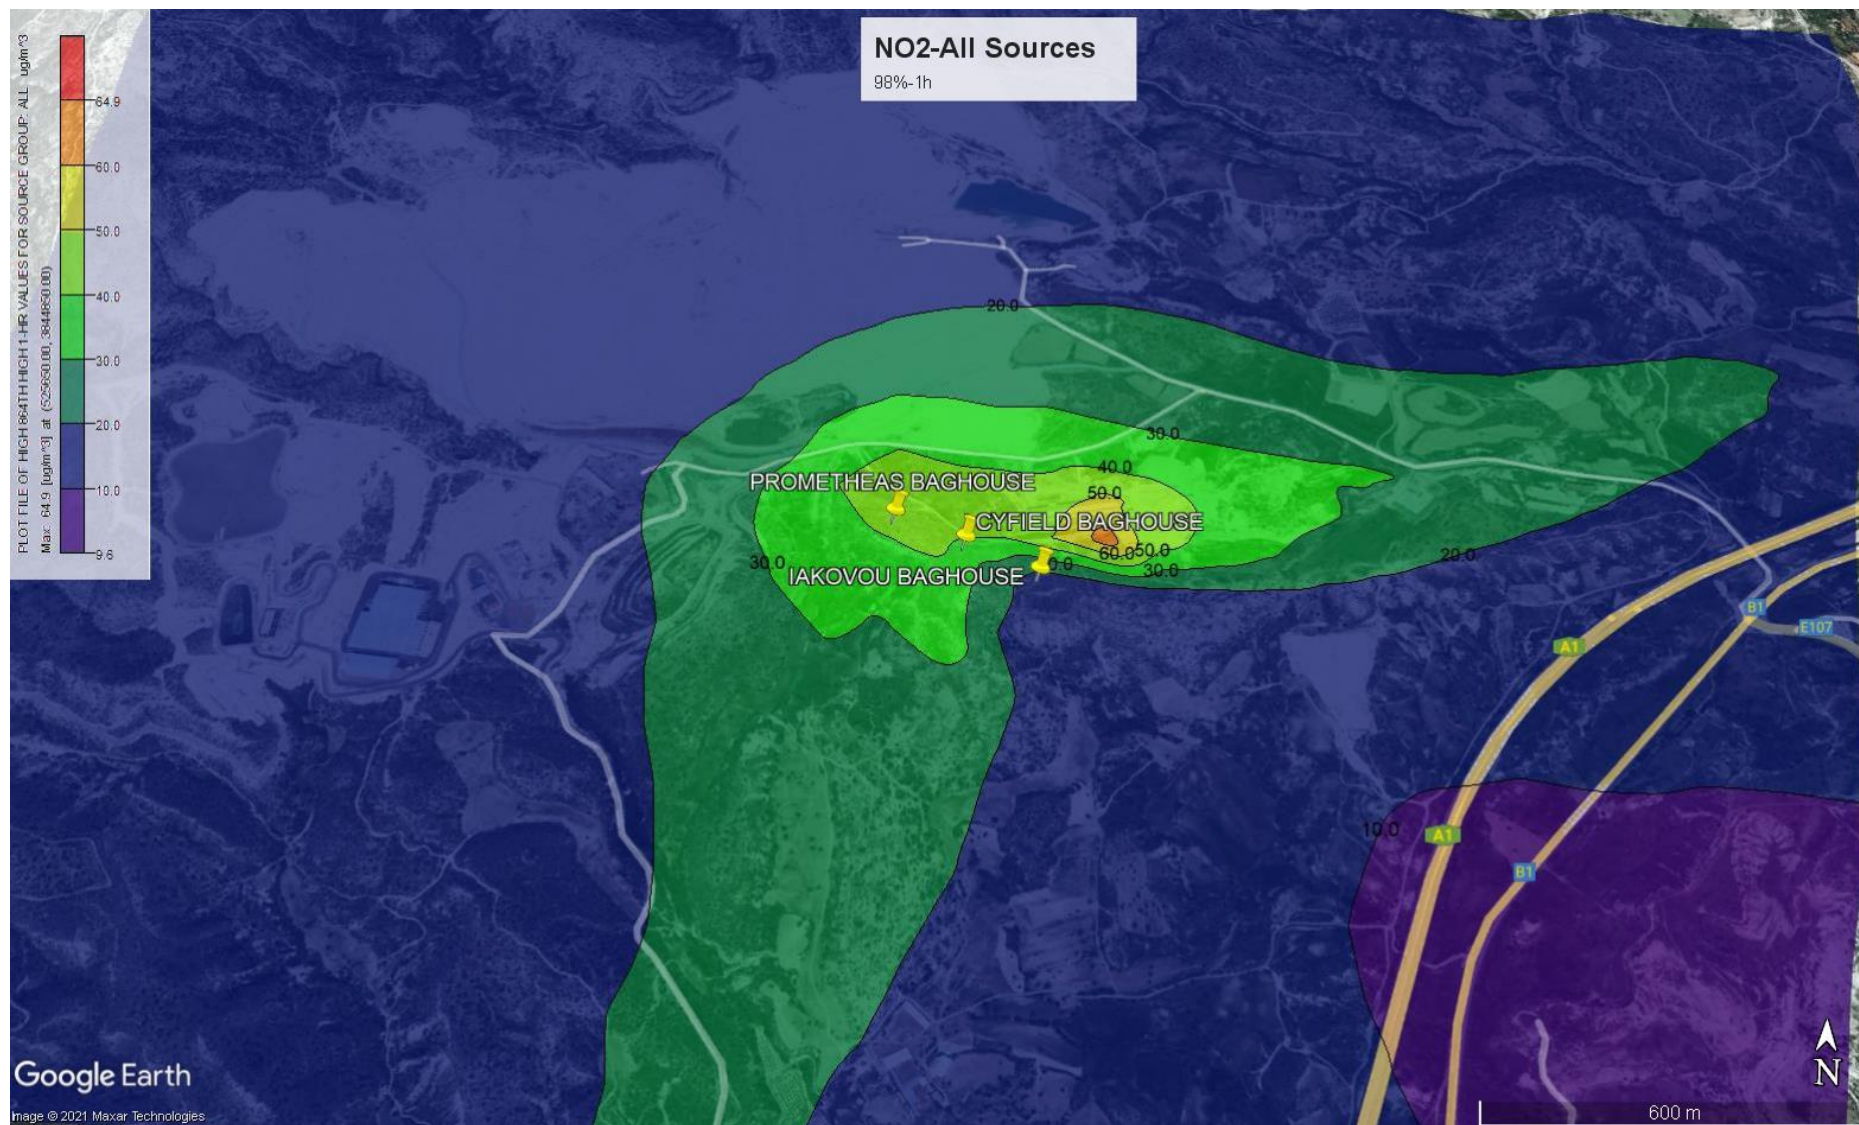 NO2-All Sources
98%-1h
PLOT FILE OF HIGH 864TH HIGH 1-HR VALUES FOR SOURCE GROUP: ALL ug/m^3
Max: 64.9 [ug/m^3] at
64.9
60.0
50.0
40.0
30.0
20.0
10.0
9.6
20.0
30.0
40.0
PROMETHEAS BAGHOUSE
50.0
CYFIELD BAGHOUSE
60.0
50.0
20.0
30.0
IAKOVOU BAGHOUSE
30.0
B1
E107
A1
10.0
A1
B1
N
Google Earth
Image © 2021 Maxar Technologies
600 m